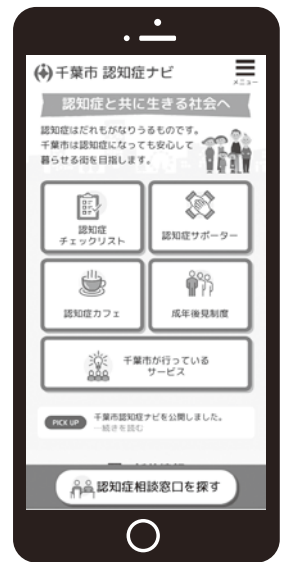 千葉市 認知症ナビ
メニュー
認知症と共に生きる社会へ
認知症はだれもがなりうるものです。
千葉市は認知症になっても安心して
暮らせる街を目指します。
認知症
チェックリスト
認知症サポーター
認知症カフェ
成年後見制度
千葉市が行っている
サービス
PICK UP
千葉市認知症ナビを公開しました。
…続きを読む
認知症相談窓口を探す